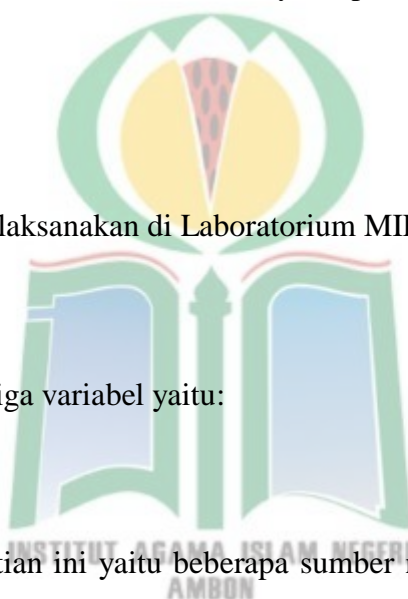 laksanakan di Laboratorium MI
iga variabel yaitu:
INSTITUT AGAMA ISLAM NEGERI
tian ini yaitu beberapa sumber
AMBON